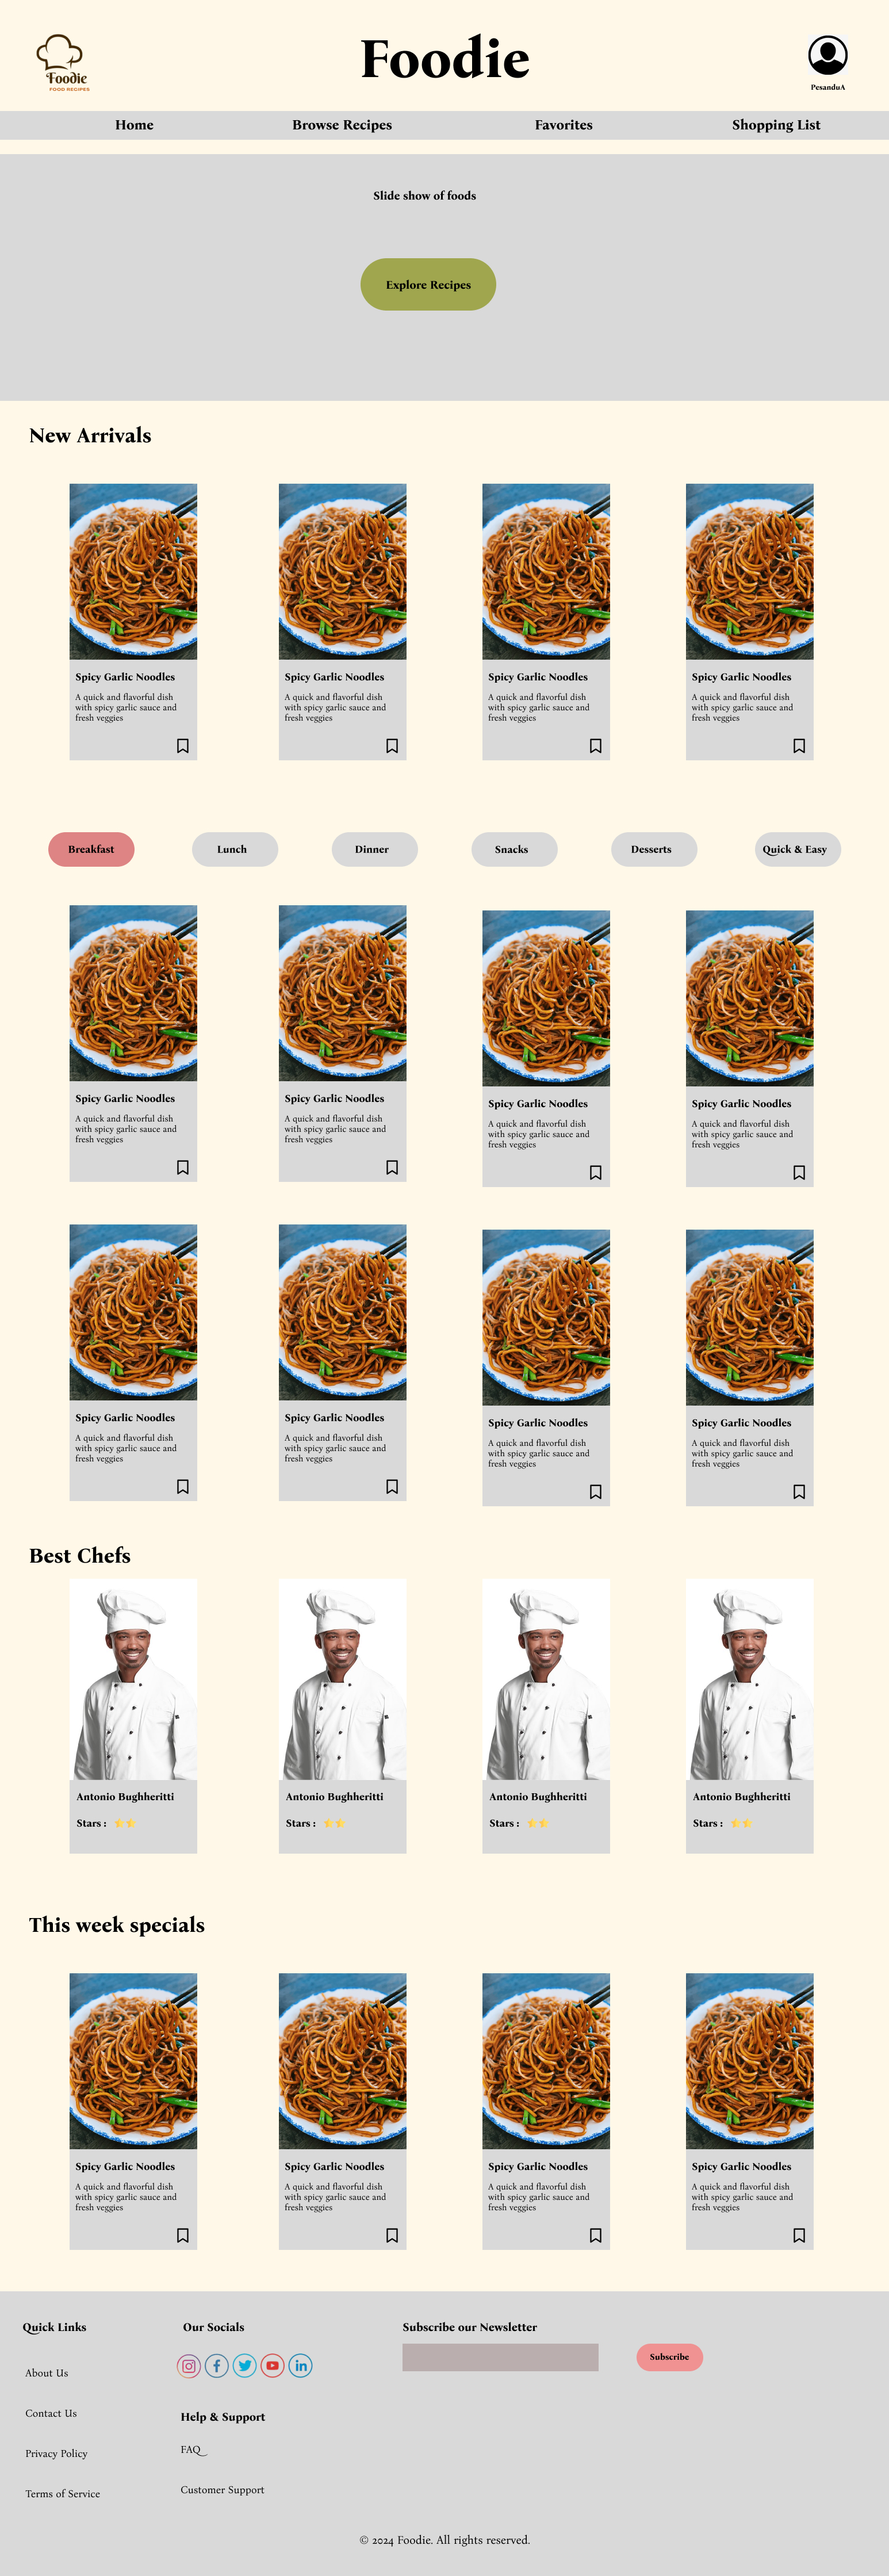 Foodie
FOOD RECIPES
Foodie
PesanduA
Home
Browse Recipes
Favorites
Shopping List
Slide show of foods
Explore Recipes
New Arrivals
Spicy Garlic Noodles
A quick and flavorful dish
with spicy garlic sauce and
fresh veggies
Spicy Garlic Noodles
A quick and flavorful dish
with spicy garlic sauce and
fresh veggies
Spicy Garlic Noodles
A quick and flavorful dish
with spicy garlic sauce and
fresh veggies
Spicy Garlic Noodles
A quick and flavorful dish
with spicy garlic sauce and
fresh veggies
Breakfast
Lunch
Dinner
Snacks
Desserts
Quick & Easy
Spicy Garlic Noodles
A quick and flavorful dish
with spicy garlic sauce and
fresh veggies
Spicy Garlic Noodles
A quick and flavorful dish
with spicy garlic sauce and
fresh veggies
Spicy Garlic Noodles
A quick and flavorful dish
with spicy garlic sauce and
fresh veggies
Spicy Garlic Noodles
A quick and flavorful dish
with spicy garlic sauce and
fresh veggies
Spicy Garlic Noodles
A quick and flavorful dish
with spicy garlic sauce and
fresh veggies
Spicy Garlic Noodles
A quick and flavorful dish
with spicy garlic sauce and
fresh veggies
Spicy Garlic Noodles
A quick and flavorful dish
with spicy garlic sauce and
fresh veggies
Spicy Garlic Noodles
A quick and flavorful dish
with spicy garlic sauce and
fresh veggies
Best Chefs
Antonio Bughheritti
Stars :
Antonio Bughheritti
Stars :
Antonio Bughheritti
Stars :
Antonio Bughheritti
Stars :
This week specials
Spicy Garlic Noodles
A quick and flavorful dish
with spicy garlic sauce and
fresh veggies
Spicy Garlic Noodles
A quick and flavorful dish
with spicy garlic sauce and
fresh veggies
Spicy Garlic Noodles
A quick and flavorful dish
with spicy garlic sauce and
fresh veggies
Spicy Garlic Noodles
A quick and flavorful dish
with spicy garlic sauce and
fresh veggies
Quick Links
About Us
Contact Us
Privacy Policy
Terms of Service
Our Socials
Help & Support
FAQ
Customer Support
Subscribe our Newsletter
Subscribe
© 2024 Foodie. All rights reserved.